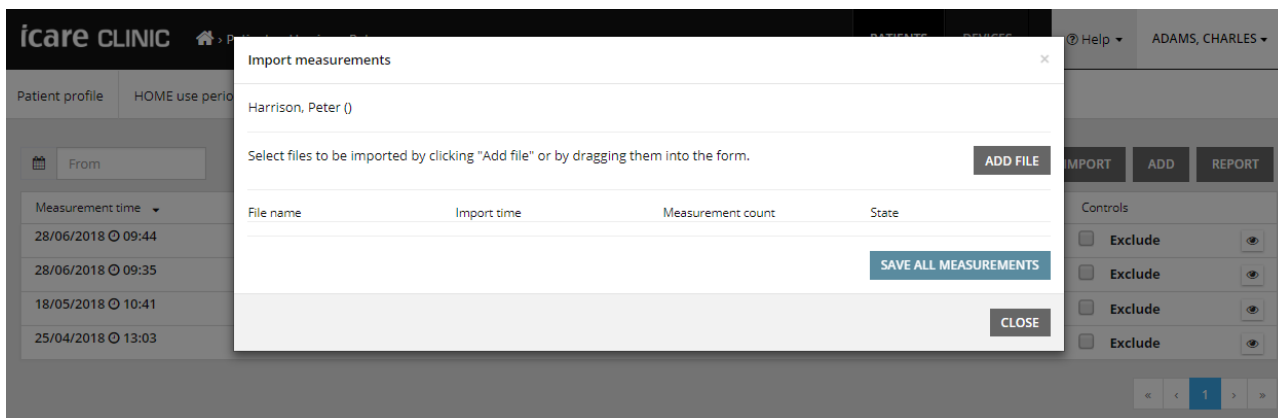 icare CLINIC
PATIENTS DEVICES
Help ADAMS, CHARLES
Import measurements ×
Patient profile HOME use perio
Harrison, Peter ()
From
Select files to be imported by clicking "Add file" or by dragging them into the form. ADD FILE
IMPORT ADD REPORT
Measurement time
File name Import time Measurement count State
Controls
28/06/2018 09:44
Exclude
28/06/2018 09:35
SAVE ALL MEASUREMENTS
Exclude
18/05/2018 10:41
Exclude
CLOSE
25/04/2018 13:03
Exclude
« ‹ 1 › »